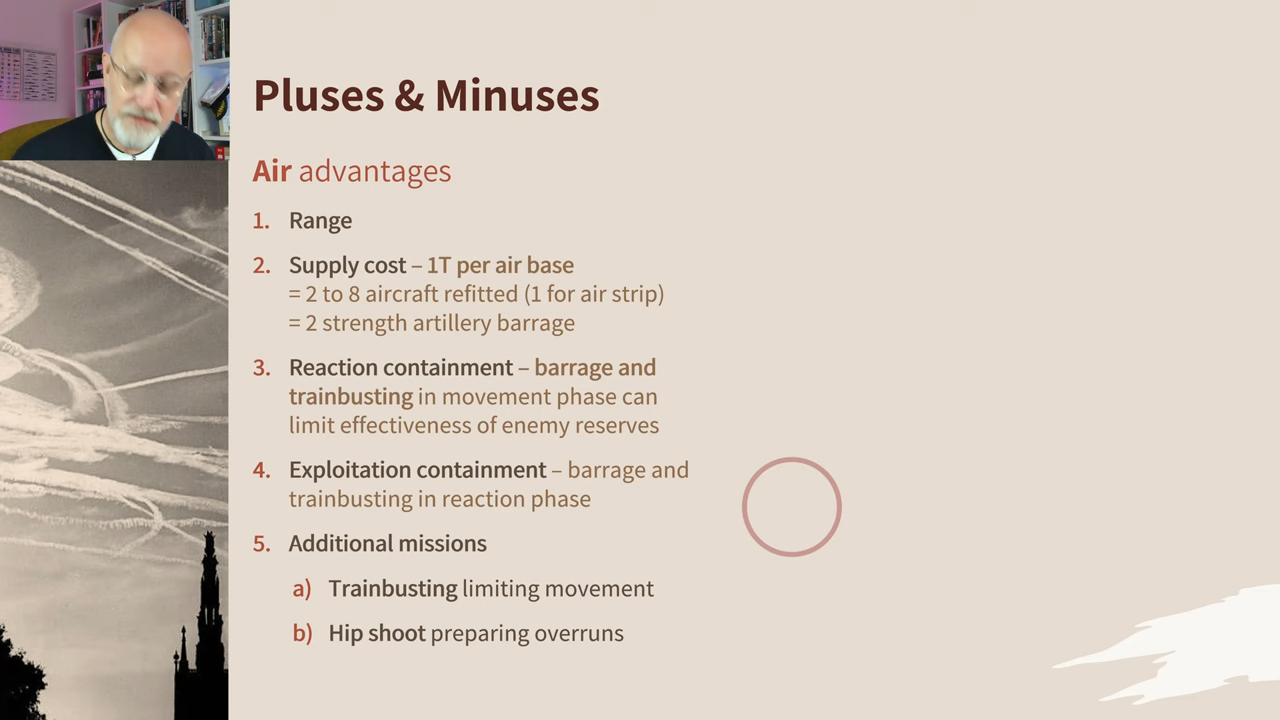 Pluses & Minuses
Air advantages
1. Range
2. Supply cost – 1T per air base
= 2 to 8 aircraft refitted (1 for air strip)
= 2 strength artillery barrage
3. Reaction containment – barrage and
trainbusting in movement phase can
limit effectiveness of enemy reserves
4. Exploitation containment – barrage and
trainbusting in reaction phase
5. Additional missions
a) Trainbusting limiting movement
b) Hip shoot preparing overruns